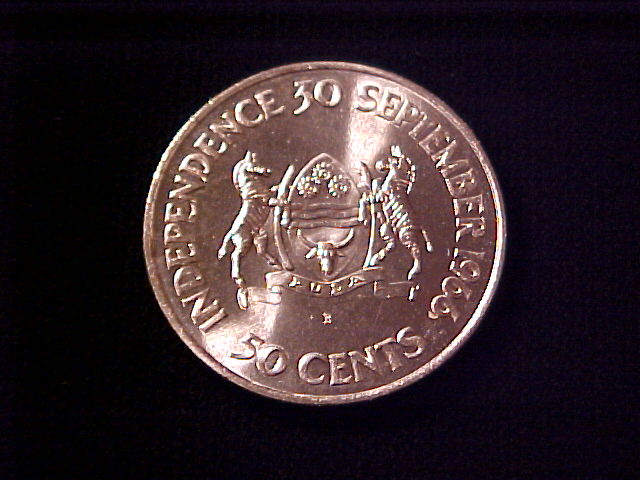 INDEPENDENCE 30 SEPTEMBER 1966
PULA
B
50 CENTS